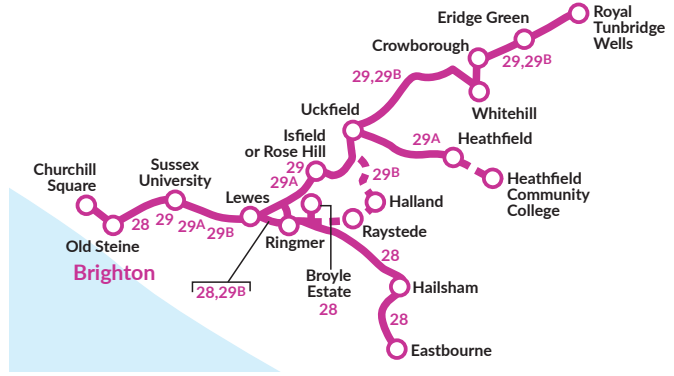 Royal
Tunbridge
Wells
Eridge Green
Crowborough
29,29B
29,29B
Whitehill
Uckfield
29A
Heathfield
Isfield
or Rose Hill
29
29A
29B
Heathfield
Community
College
Churchill
Square
Sussex
University
Lewes
Halland
Raystede
28
29
29A
29B
Old Steine
Brighton
Ringmer
28,29B
Broyle
Estate
28
28
Hailsham
28
Eastbourne